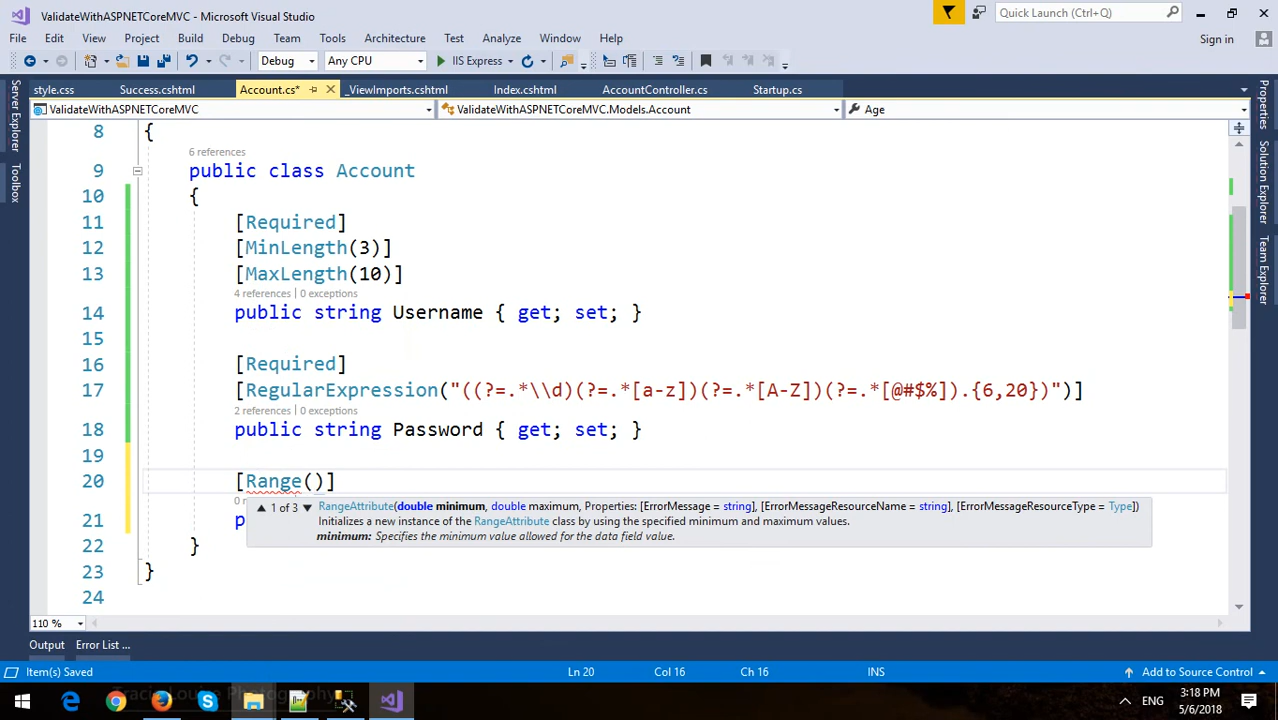 ValidateWithASPNETCoreMVC - Microsoft Visual Studio
Quick Launch (Ctrl+Q)
File Edit View Project Build Debug Team Tools Architecture Test Analyze Window Help
Sign in
Debug Any CPU IIS Express
style.css Success.cshtml Account.cs* _ViewImports.cshtml Index.cshtml AccountController.cs Startup.cs
ValidateWithASPNETCoreMVC ValidateWithASPNETCoreMVC.Models.Account Age
Server Explorer
Toolbox
Properties
Solution Explorer
Team Explorer
8 {
6 references
9 public class Account
10 {
11 [Required]
12 [MinLength(3)]
13 [MaxLength(10)]
4 references | 0 exceptions
14 public string Username { get; set; }
15
16 [Required]
17 [RegularExpression("((?=.*\\d)(?=.*[a-z])(?=.*[A-Z])(?=.*[@#$%]).{6,20})")]
2 references | 0 exceptions
18 public string Password { get; set; }
19
20 [Range()]
0
1 of 3 RangeAttribute(double minimum, double maximum, Properties: [ErrorMessage = string], [ErrorMessageResourceName = string], [ErrorMessageResourceType = Type])
Initializes a new instance of the RangeAttribute class by using the specified minimum and maximum values.
minimum: Specifies the minimum value allowed for the data field value.
21 p
22 }
23 }
24
110 %
Output Error List ...
Item(s) Saved Ln 20 Col 16 Ch 16 INS Add to Source Control
ENG 3:18 PM
5/6/2018